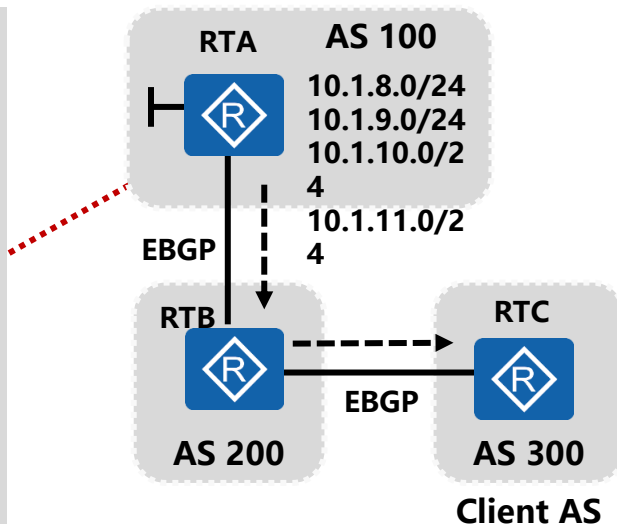 RTA
AS 100
10.1.8.0/24
10.1.9.0/24
10.1.10.0/2
4
10.1.11.0/2
4
R
EBGP
RTB
R
AS 200
EBGP
RTC
R
AS 300
Client AS